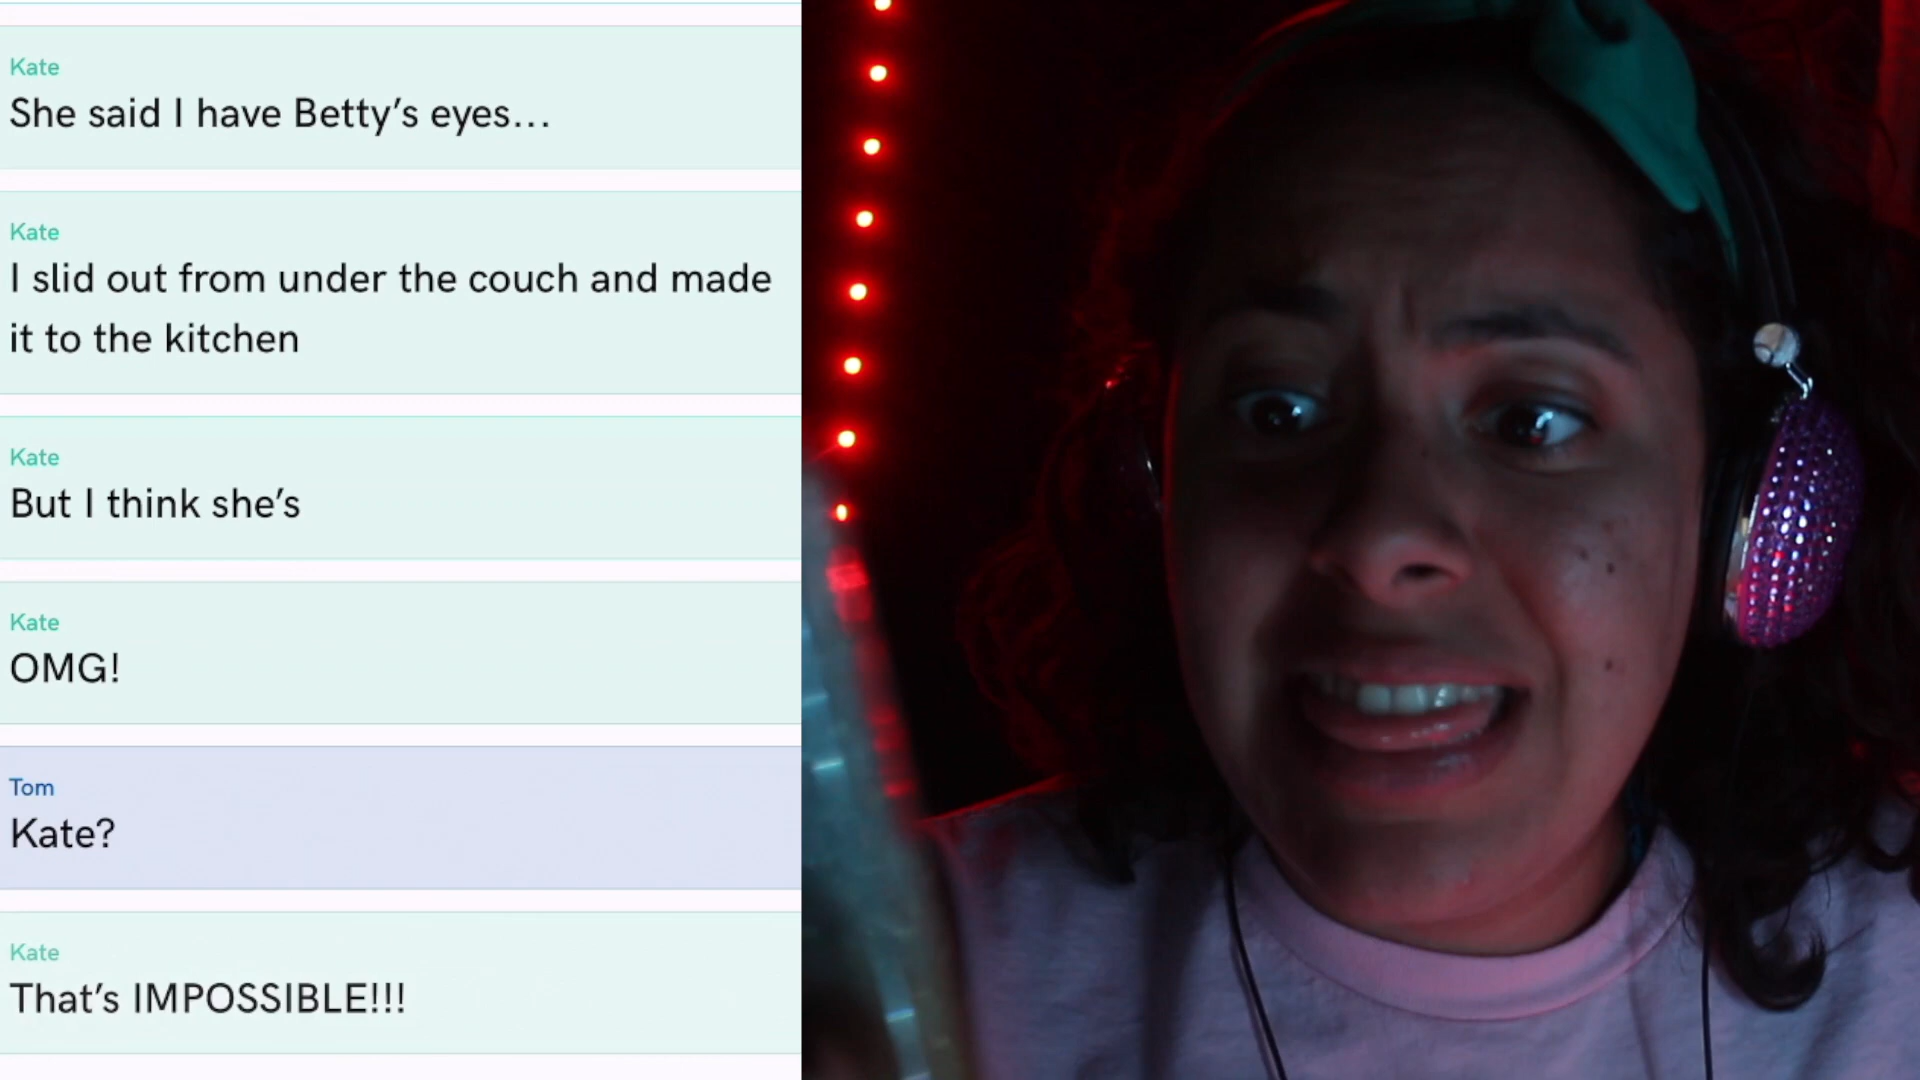 Kate
She said I have Betty’s eyes...
Kate
I slid out from under the couch and made
it to the kitchen
Kate
But I think she’s
Kate
OMG!
Tom
Kate?
Kate
That’s IMPOSSIBLE!!!